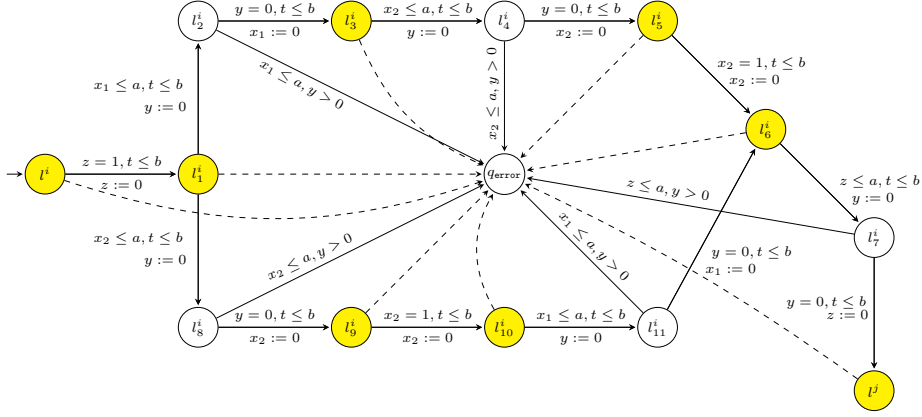 l_2^i
y = 0, t ≤ b
x_1 := 0
l_3^i
x_2 ≤ a, t ≤ b
y := 0
l_4^i
y = 0, t ≤ b
x_2 := 0
l_5^i
x_1 ≤ a, y > 0
x_2 ≤ a, y > 0
x_2 = 1, t ≤ b
x_2 := 0
x_1 ≤ a, t ≤ b
y := 0
l_6^i
l^i
z = 1, t ≤ b
z := 0
l_1^i
q_error
z ≤ a, y > 0
z ≤ a, t ≤ b
y := 0
l_7^i
x_2 ≤ a, t ≤ b
y := 0
x_2 ≤ a, y > 0
x_1 ≤ a, y > 0
y = 0, t ≤ b
x_1 := 0
y = 0, t ≤ b
z := 0
l_8^i
y = 0, t ≤ b
x_2 := 0
l_9^i
x_2 = 1, t ≤ b
x_2 := 0
l_10^i
x_1 ≤ a, t ≤ b
y := 0
l_11^i
l^j